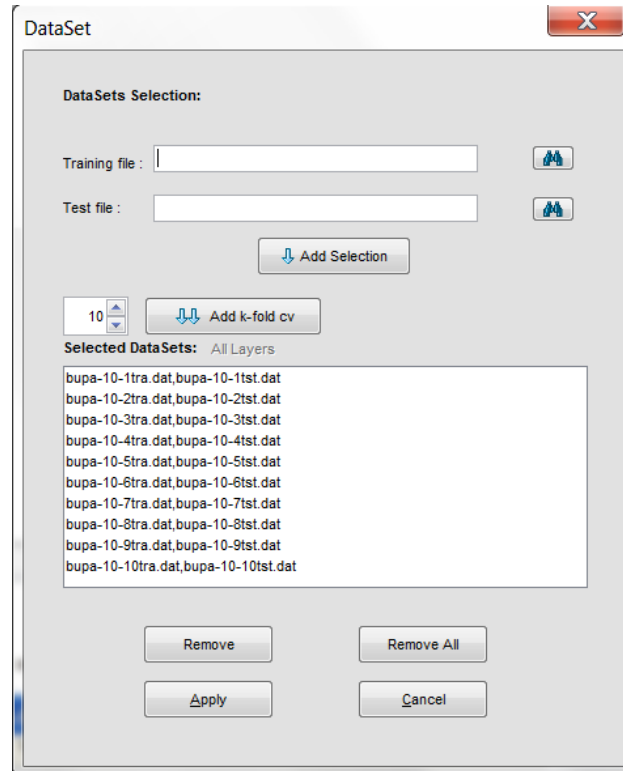 DataSet
X
DataSets Selection:
Training file :
Test file :
Add Selection
10
Add k-fold cv
Selected DataSets: All Layers
bupa-10-1tra.dat,bupa-10-1tst.dat
bupa-10-2tra.dat,bupa-10-2tst.dat
bupa-10-3tra.dat,bupa-10-3tst.dat
bupa-10-4tra.dat,bupa-10-4tst.dat
bupa-10-5tra.dat,bupa-10-5tst.dat
bupa-10-6tra.dat,bupa-10-6tst.dat
bupa-10-7tra.dat,bupa-10-7tst.dat
bupa-10-8tra.dat,bupa-10-8tst.dat
bupa-10-9tra.dat,bupa-10-9tst.dat
bupa-10-10tra.dat,bupa-10-10tst.dat
Remove
Remove All
Apply
Cancel